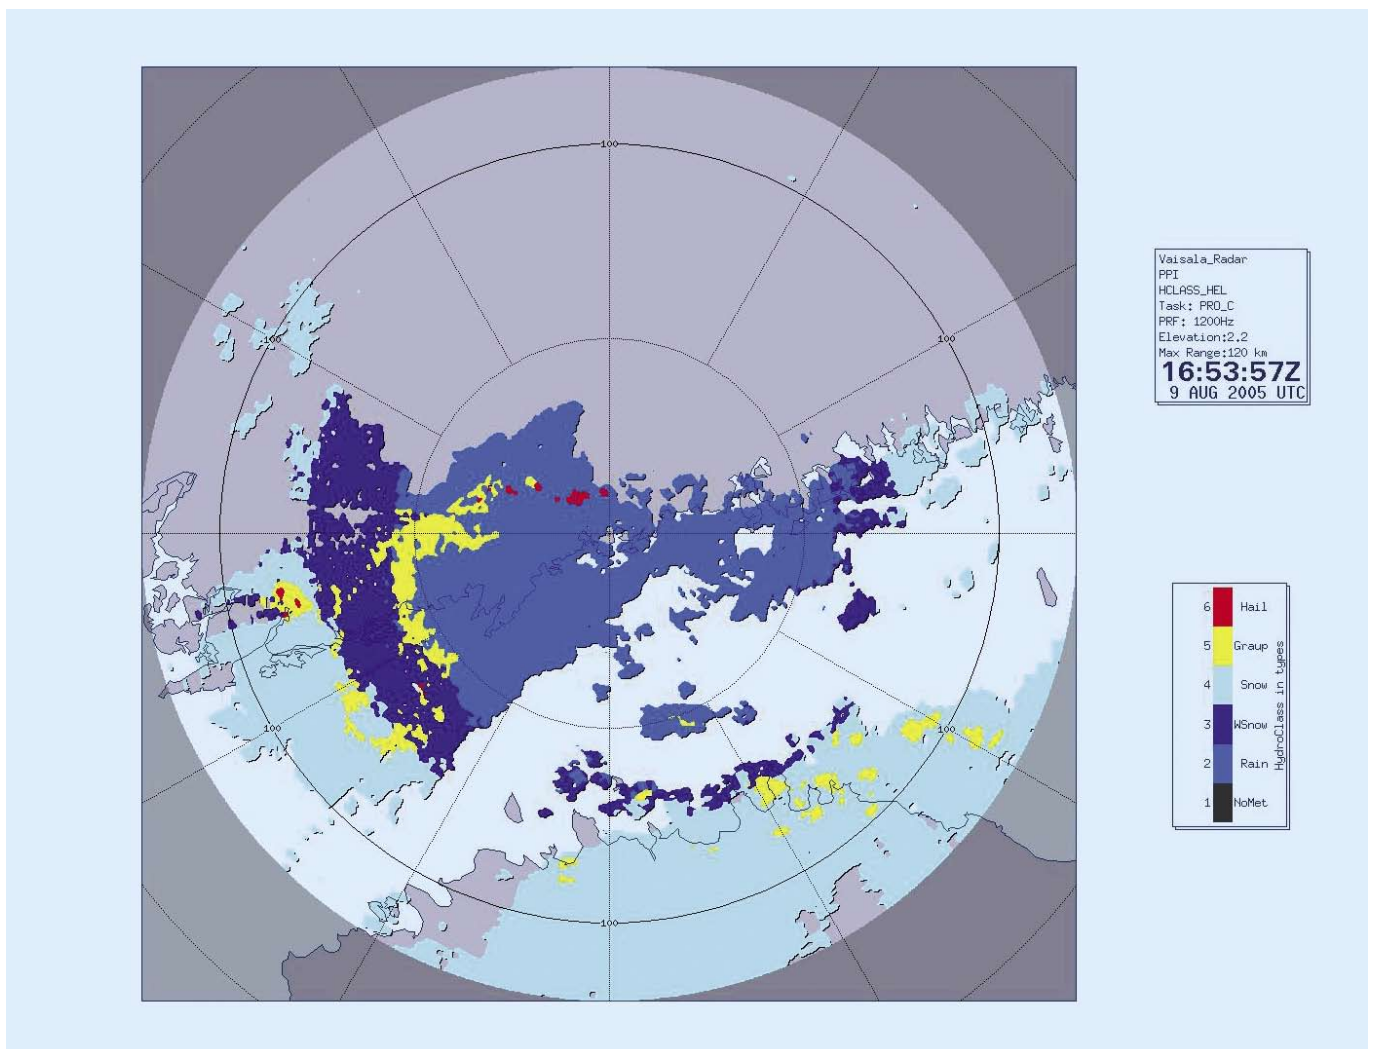 100
100
100
100
100
100
Vaisala_Radar
PPI
HCLASS_HEL
Task: PRO_C
PRF: 1200Hz
Elevation:2.2
Max Range:120 km
16:53:57Z
9 AUG 2005 UTC
6 Hail
5 Graup
4 Snow
3 WSnow
2 Rain
1 NoMet
HydroClass in types